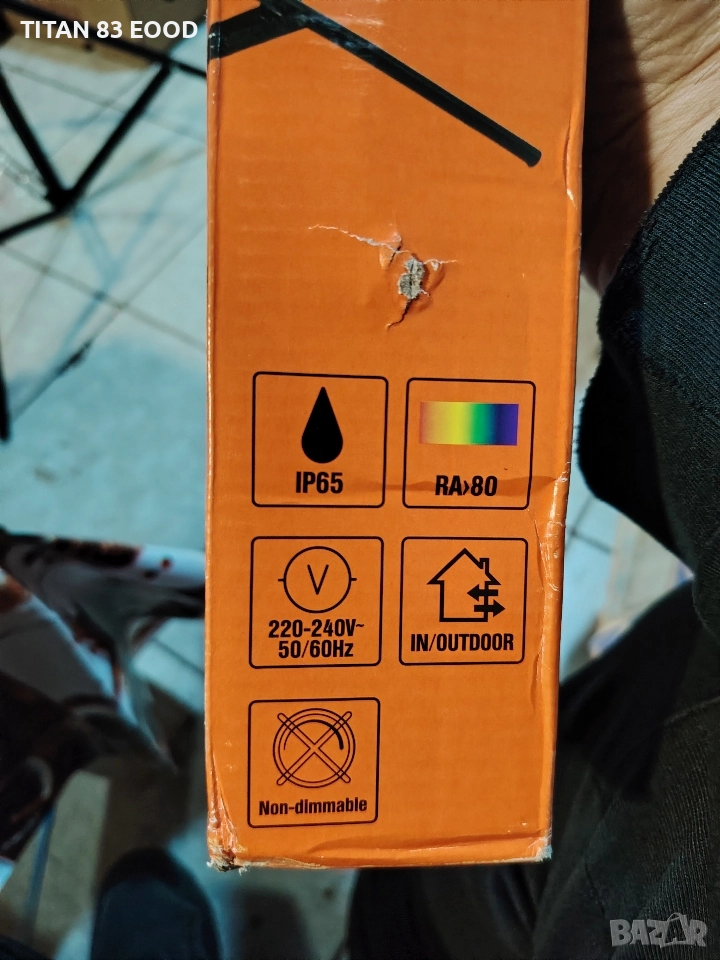 TITAN 83 EOOD
IP65
RA›80
V
220-240V~
50/60Hz
IN/OUTDOOR
Non-dimmable
BAZAR